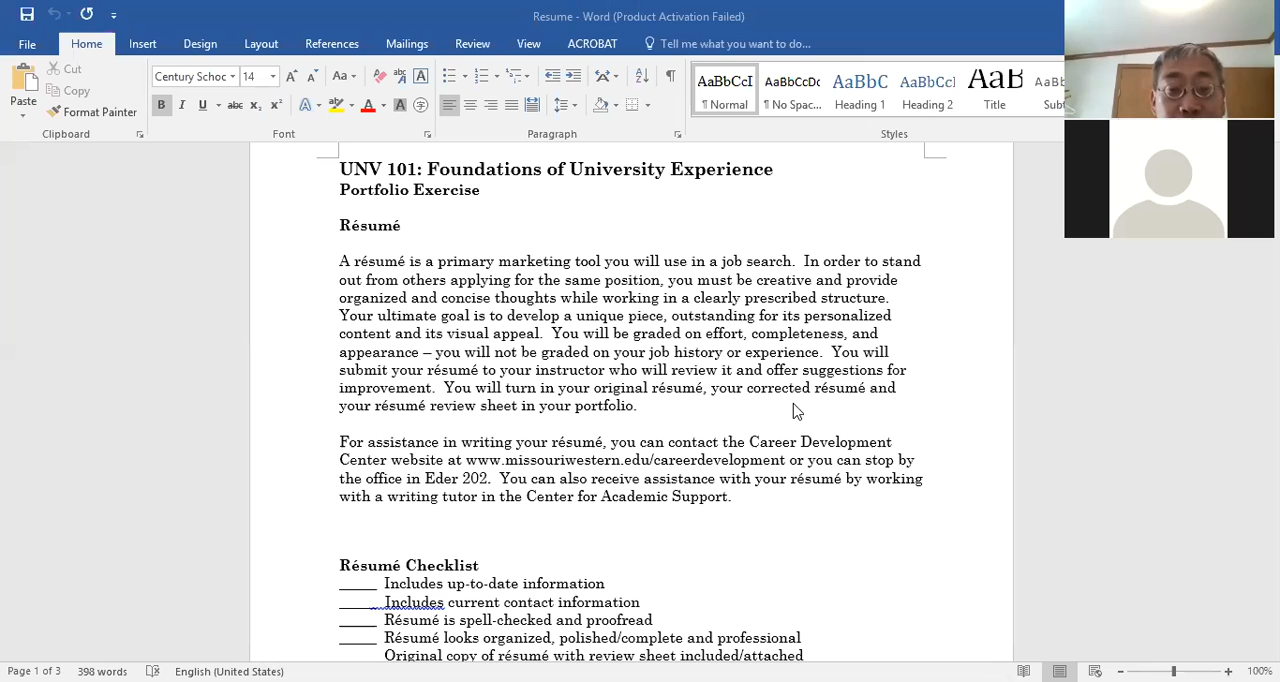 Resume - Word (Product Activation Failed)
File Home Insert Design Layout References Mailings Review View ACROBAT Tell me what you want to do...
Cut
Copy
Format Painter
Paste
Century Schoc 14
Aa
AaBbCcI AaBbCcDc AaBbC AaBbCcI AaB AaBbC
¶ Normal ¶ No Spac... Heading 1 Heading 2 Title Subt
Clipboard Font Paragraph Styles
UNV 101: Foundations of University Experience
Portfolio Exercise
Résumé
A résumé is a primary marketing tool you will use in a job search. In order to stand
out from others applying for the same position, you must be creative and provide
organized and concise thoughts while working in a clearly prescribed structure.
Your ultimate goal is to develop a unique piece, outstanding for its personalized
content and its visual appeal. You will be graded on effort, completeness, and
appearance – you will not be graded on your job history or experience. You will
submit your résumé to your instructor who will review it and offer suggestions for
improvement. You will turn in your original résumé, your corrected résumé and
your résumé review sheet in your portfolio.
For assistance in writing your résumé, you can contact the Career Development
Center website at www.missouriwestern.edu/careerdevelopment or you can stop by
the office in Eder 202. You can also receive assistance with your résumé by working
with a writing tutor in the Center for Academic Support.
Résumé Checklist
_____ Includes up-to-date information
_____ Includes current contact information
_____ Résumé is spell-checked and proofread
_____ Résumé looks organized, polished/complete and professional
Original copy of résumé with review sheet included/attached
Page 1 of 3 398 words English (United States) 100%